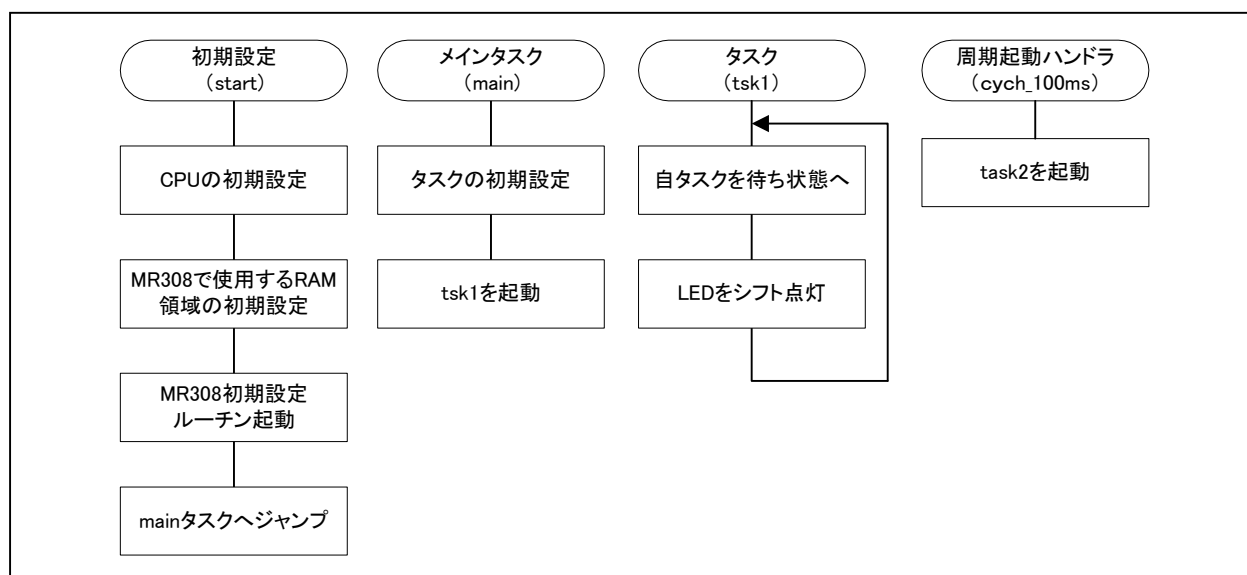 初期設定
(start)
CPUの初期設定
MR308で使用するRAM
領域の初期設定
MR308初期設定
ルーチン起動
mainタスクへジャンプ
メインタスク
(main)
タスクの初期設定
tsk1を起動
タスク
(tsk1)
自タスクを待ち状態へ
LEDをシフト点灯
周期起動ハンドラ
(cych_100ms)
task2を起動